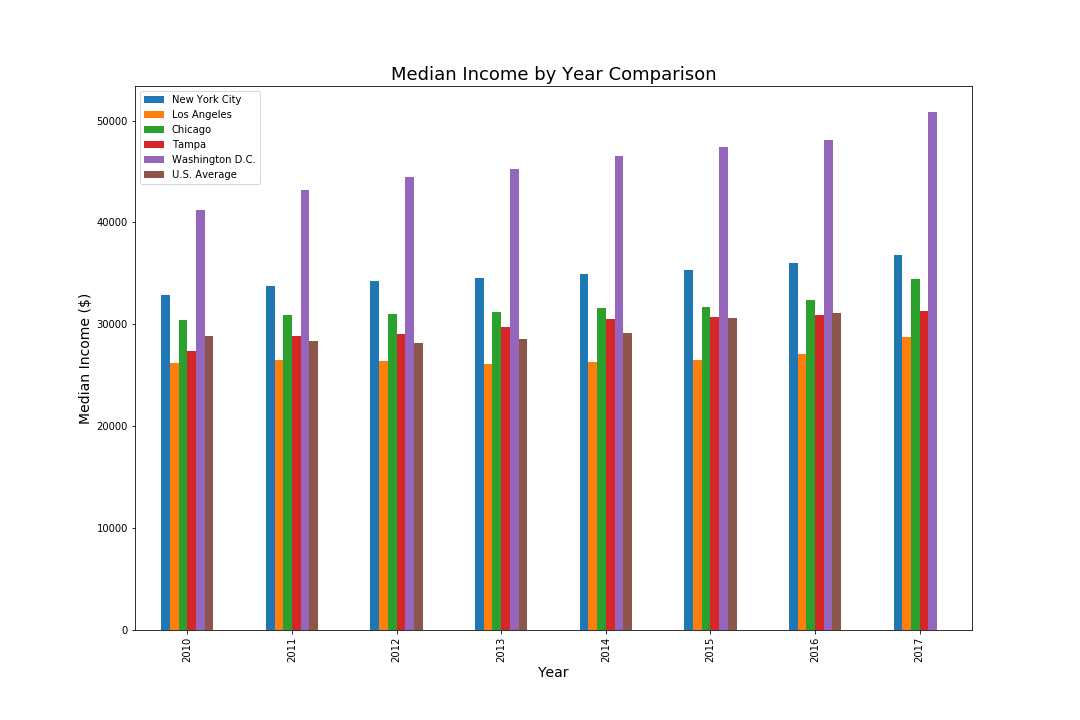 Median Income by Year Comparison
New York City
Los Angeles
Chicago
Tampa
Washington D.C.
U.S. Average
50000
40000
30000
20000
10000
0
Median Income ($)
2010
2011
2012
2013
2014
2015
2016
2017
Year